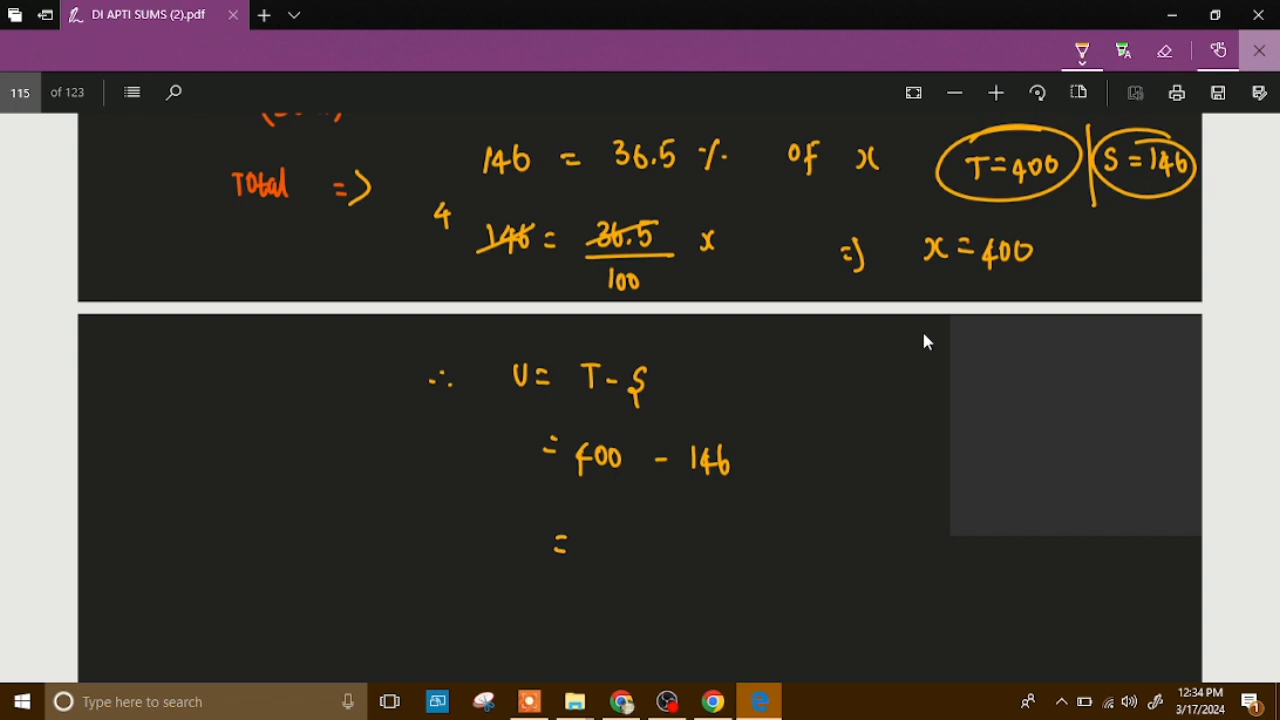 DI APTI SUMS (2).pdf
115 of 123
146 = 36.5 % of x
T=400 S=146
Total =>
4
146 = 36.5/100 x => x=400
∴ U= T-S
= 400 - 146
=
Type here to search
12:34 PM
3/17/2024